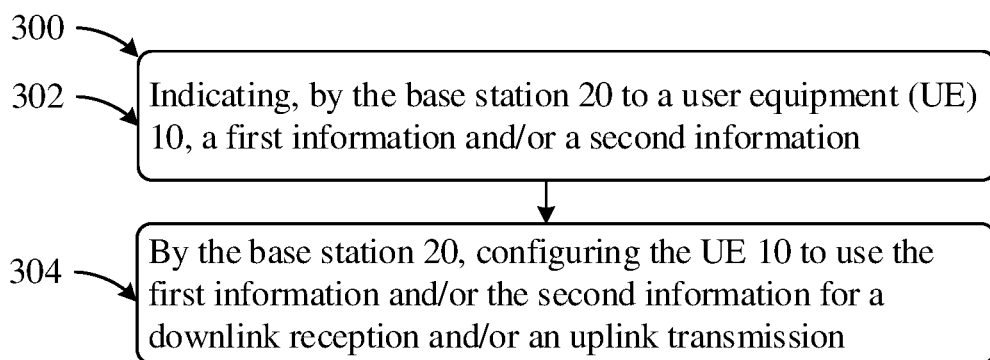 300
302
Indicating, by the base station 20 to a user equipment (UE)
10, a first information and/or a second information
304
By the base station 20, configuring the UE 10 to use the
first information and/or the second information for a
downlink reception and/or an uplink transmission